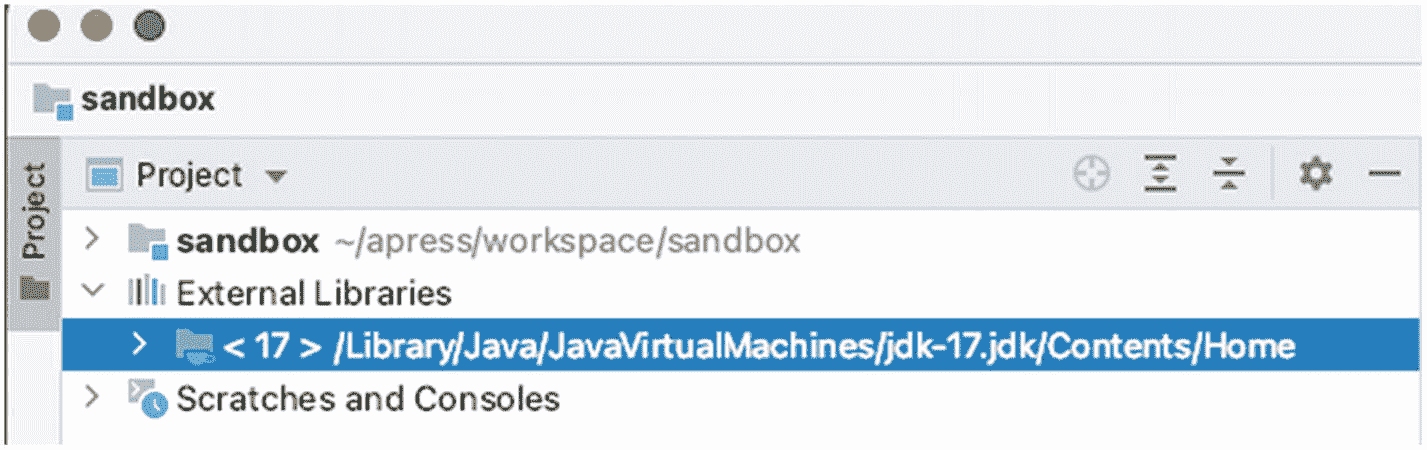 sandbox
Project
Project
sandbox ~/apress/workspace/sandbox
External Libraries
< 17 > /Library/Java/JavaVirtualMachines/jdk-17.jdk/Contents/Home
Scratches and Consoles